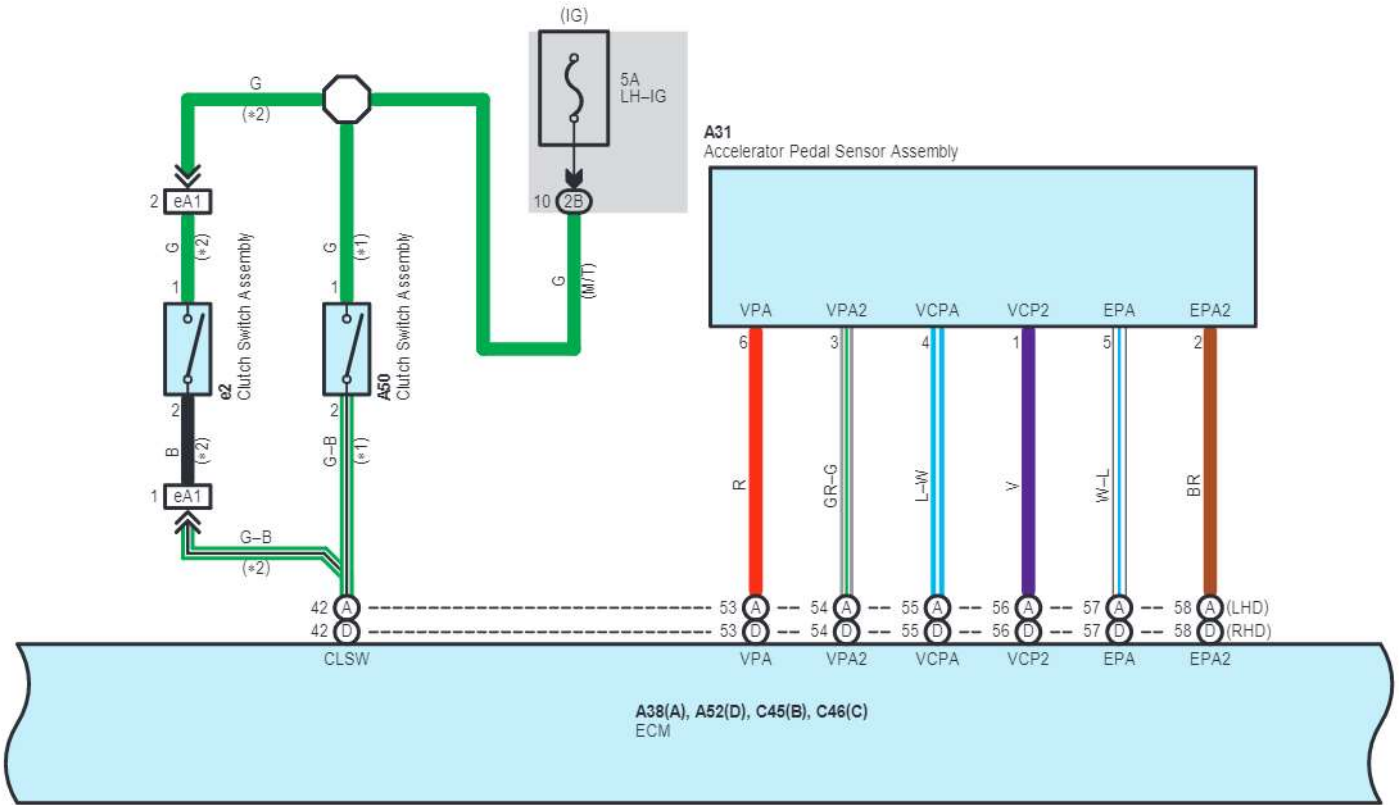 (IG)
5A
LH–IG
10 2B
G
(M/T)
G
(∗2)
2 eA1
G
(∗2)
1
e2
Clutch Switch Assembly
2
B
(∗2)
1 eA1
G–B
(∗2)
G
(∗1)
1
A50
Clutch Switch Assembly
2
G–B
(∗1)
A31
Accelerator Pedal Sensor Assembly
VPA VPA2 VCPA VCP2 EPA EPA2
6 3 4 1 5 2
R GR–G L–W V W–L BR
42 A 53 A 54 A 55 A 56 A 57 A 58 A (LHD)
42 D 53 D 54 D 55 D 56 D 57 D 58 D (RHD)
CLSW VPA VPA2 VCPA VCP2 EPA EPA2
A38(A), A52(D), C45(B), C46(C)
ECM